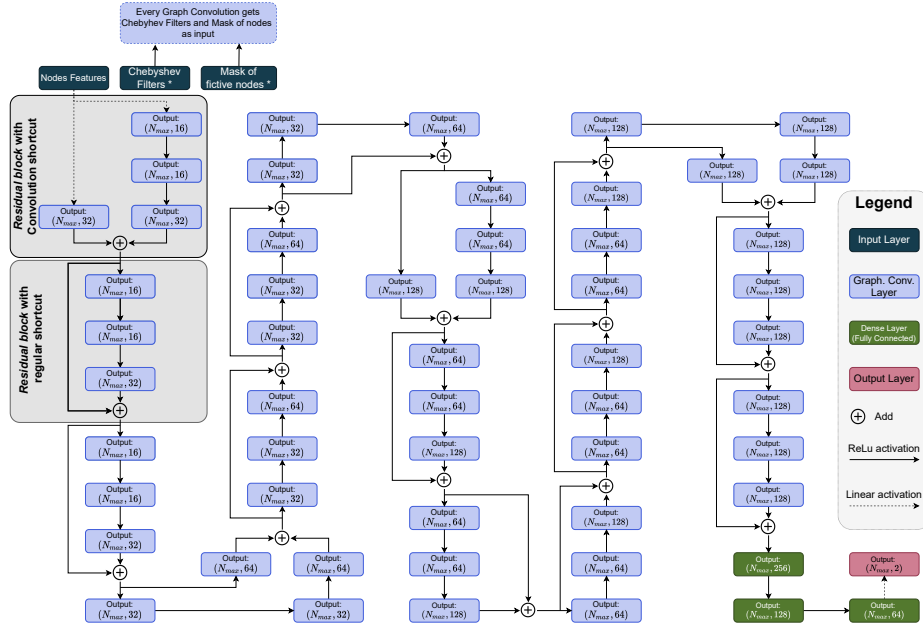 Every Graph Convolution gets
Chebyhev Filters and Mask of nodes
as input
Nodes Features
Chebyshev
Filters *
Mask of
fictive nodes *
Residual block with
Convolution shortcut
Output:
(N_max, 16)
Output:
(N_max, 16)
Output:
(N_max, 32)
Output:
(N_max, 32)
Residual block with
regular shortcut
Output:
(N_max, 16)
Output:
(N_max, 16)
Output:
(N_max, 32)
Output:
(N_max, 16)
Output:
(N_max, 16)
Output:
(N_max, 32)
Output:
(N_max, 32)
Output:
(N_max, 32)
Output:
(N_max, 32)
Output:
(N_max, 64)
Output:
(N_max, 32)
Output:
(N_max, 32)
Output:
(N_max, 64)
Output:
(N_max, 32)
Output:
(N_max, 32)
Output:
(N_max, 64)
Output:
(N_max, 64)
Output:
(N_max, 32)
Output:
(N_max, 64)
Output:
(N_max, 64)
Output:
(N_max, 64)
Output:
(N_max, 128)
Output:
(N_max, 128)
Output:
(N_max, 64)
Output:
(N_max, 64)
Output:
(N_max, 128)
Output:
(N_max, 64)
Output:
(N_max, 64)
Output:
(N_max, 128)
Output:
(N_max, 128)
Output:
(N_max, 128)
Output:
(N_max, 128)
Output:
(N_max, 64)
Output:
(N_max, 128)
Output:
(N_max, 64)
Output:
(N_max, 64)
Output:
(N_max, 128)
Output:
(N_max, 64)
Output:
(N_max, 64)
Output:
(N_max, 128)
Output:
(N_max, 128)
Output:
(N_max, 128)
Output:
(N_max, 128)
Output:
(N_max, 128)
Output:
(N_max, 128)
Output:
(N_max, 128)
Output:
(N_max, 128)
Output:
(N_max, 128)
Output:
(N_max, 256)
Output:
(N_max, 2)
Output:
(N_max, 128)
Output:
(N_max, 64)
Legend
Input Layer
Graph. Conv.
Layer
Dense Layer
(Fully Connected)
Output Layer
Add
ReLu activation
Linear activation